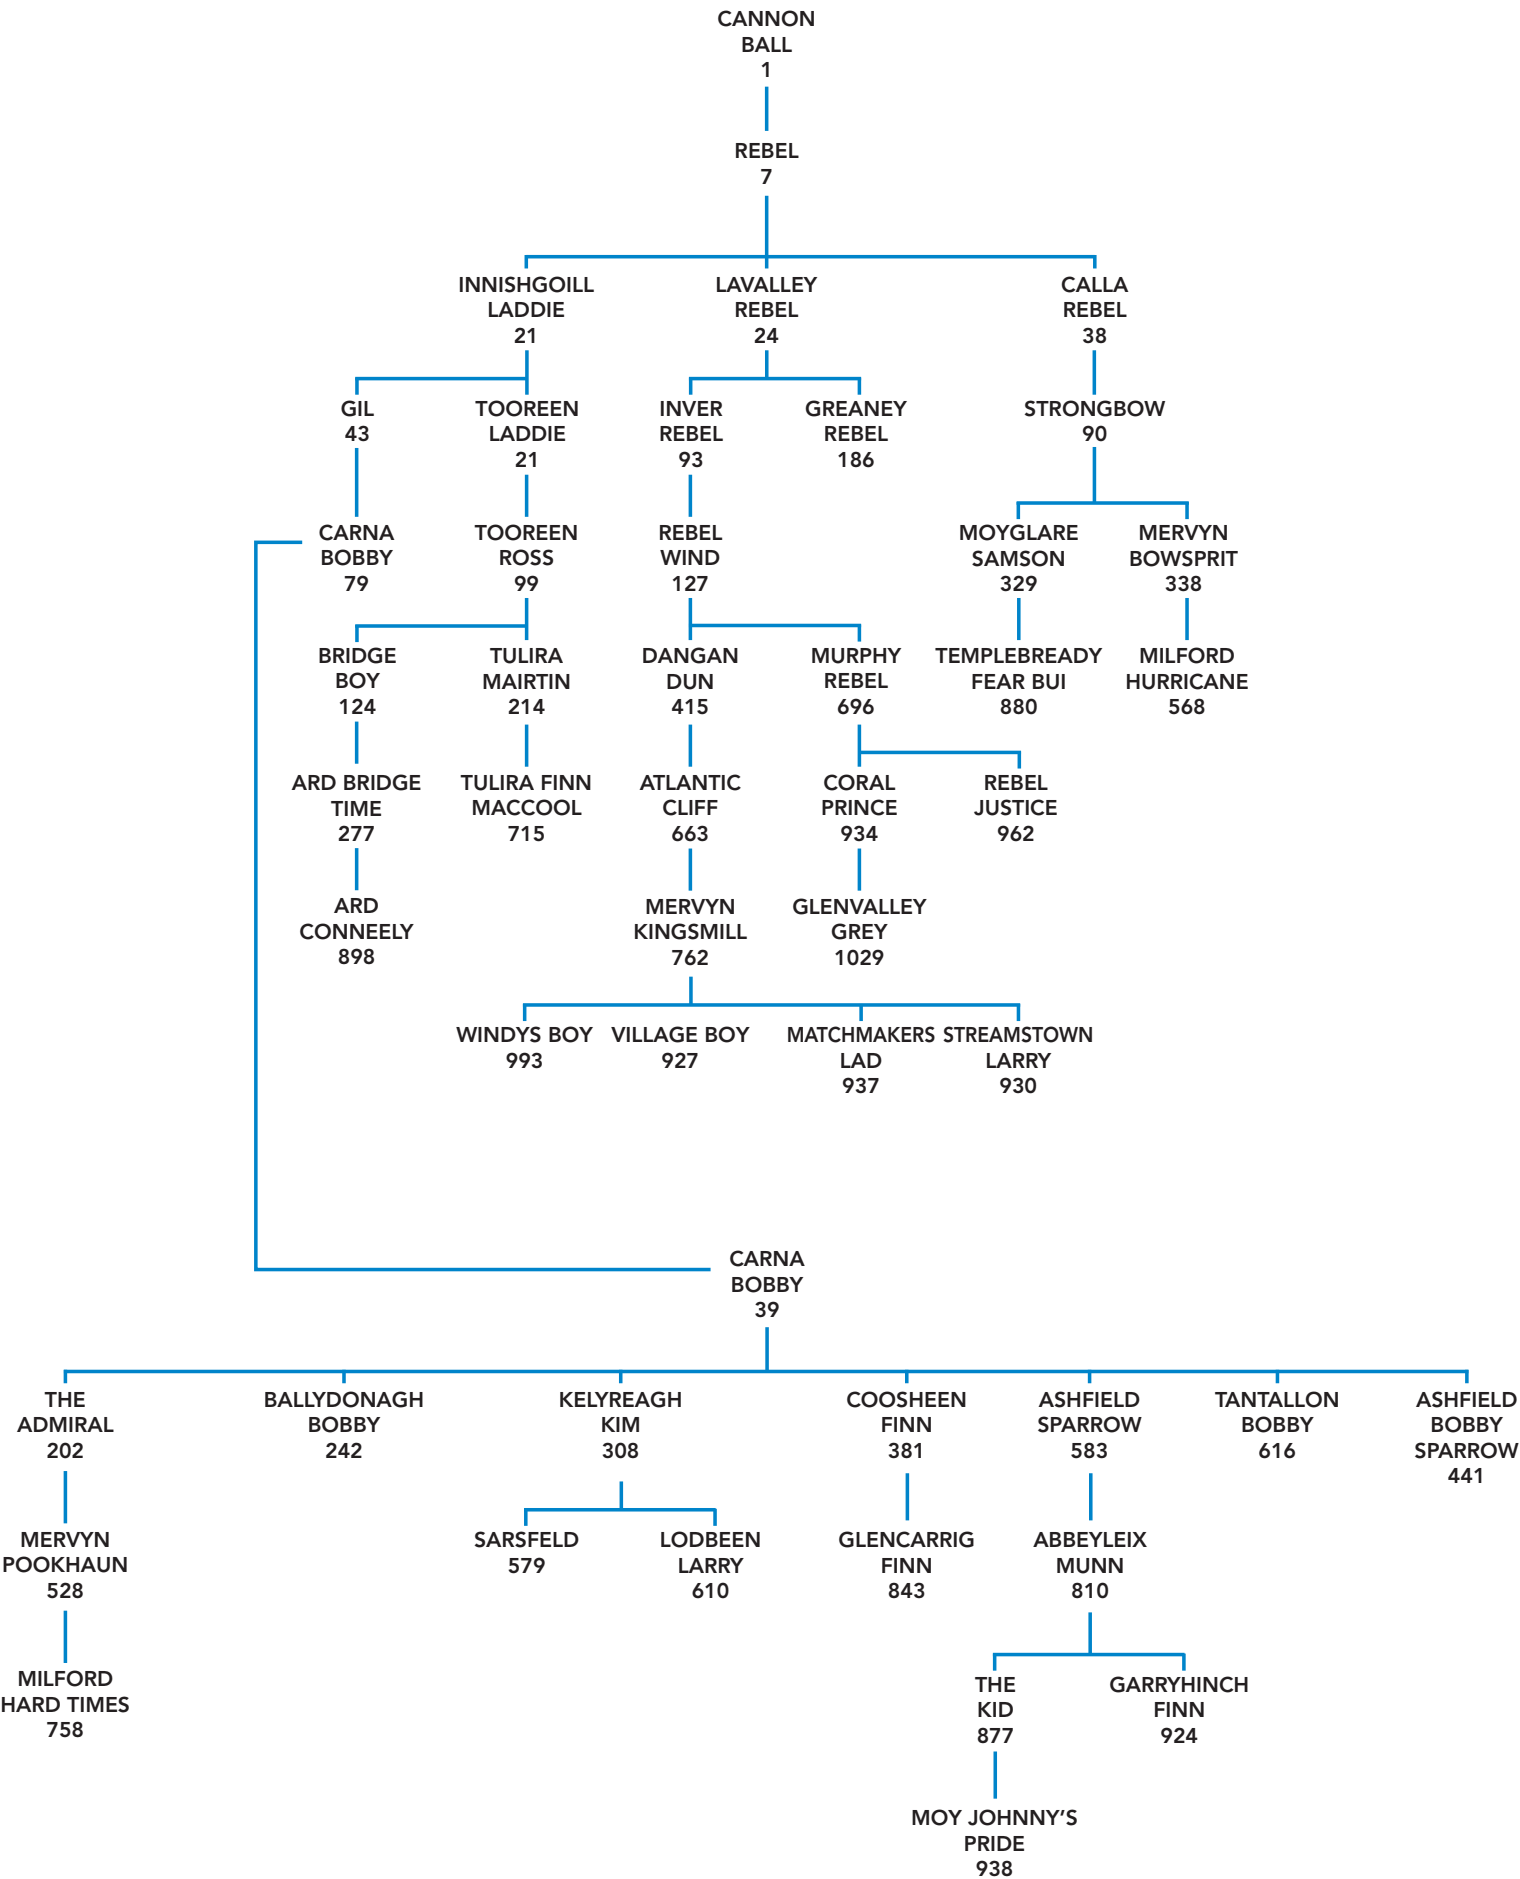 CANNON
BALL
1
REBEL
7
INNISHGOILL
LADDIE
21
LAVALLEY
REBEL
24
CALLA
REBEL
38
GIL
43
TOOREEN
LADDIE
21
INVER
REBEL
93
GREANEY
REBEL
186
STRONGBOW
90
CARNA
BOBBY
79
TOOREEN
ROSS
99
REBEL
WIND
127
MOYGLARE
SAMSON
329
MERVYN
BOWSPRIT
338
BRIDGE
BOY
124
TULIRA
MAIRTIN
214
DANGAN
DUN
415
MURPHY
REBEL
696
TEMPLEBREADY
FEAR BUI
880
MILFORD
HURRICANE
568
ARD BRIDGE
TIME
277
TULIRA FINN
MACCOOL
715
ATLANTIC
CLIFF
663
CORAL
PRINCE
934
REBEL
JUSTICE
962
ARD
CONNEELY
898
MERVYN
KINGSMILL
762
GLENVALLEY
GREY
1029
WINDYS BOY
993
VILLAGE BOY
927
MATCHMAKERS
LAD
937
STREAMSTOWN
LARRY
930
CARNA
BOBBY
39
THE
ADMIRAL
202
BALLYDONAGH
BOBBY
242
KELYREAGH
KIM
308
COOSHEEN
FINN
381
ASHFIELD
SPARROW
583
TANTALLON
BOBBY
616
ASHFIELD
BOBBY
SPARROW
441
MERVYN
POOKHAUN
528
SARSFELD
579
LODBEEN
LARRY
610
GLENCARRIG
FINN
843
ABBEYLEIX
MUNN
810
MILFORD
HARD TIMES
758
THE
KID
877
GARRYHINCH
FINN
924
MOY JOHNNY’S
PRIDE
938